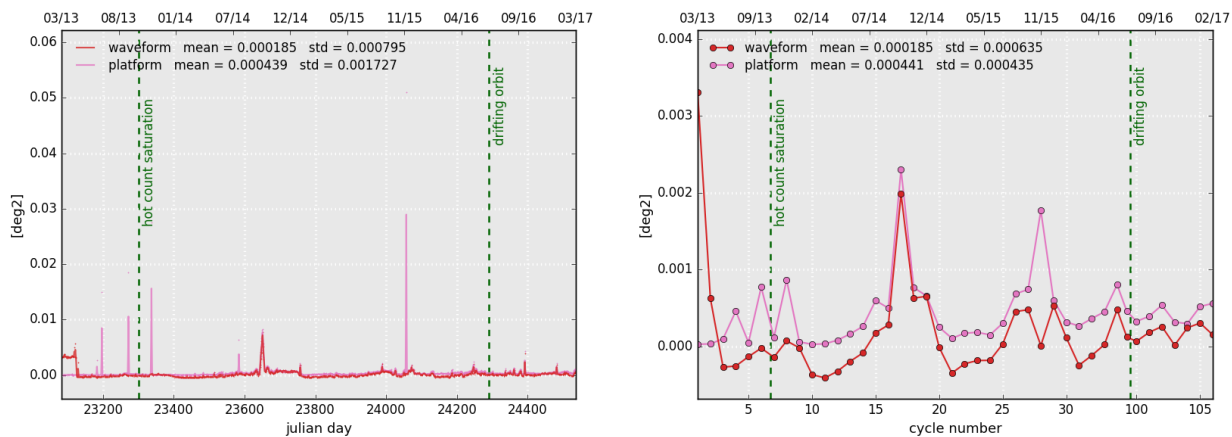 03/13 08/13 01/14 07/14 12/14 05/15 11/15 04/16 09/16 03/17
waveform mean = 0.000185 std = 0.000795
platform mean = 0.000439 std = 0.001727
hot count saturation
drifting orbit
[deg2]
0.06
0.05
0.04
0.03
0.02
0.01
0.00
23200 23400 23600 23800 24000 24200 24400
julian day
03/13 09/13 02/14 07/14 12/14 05/15 11/15 04/16 09/16 02/17
waveform mean = 0.000185 std = 0.000635
platform mean = 0.000441 std = 0.000435
hot count saturation
drifting orbit
[deg2]
0.004
0.003
0.002
0.001
0.000
5 10 15 20 25 30 100 105
cycle number